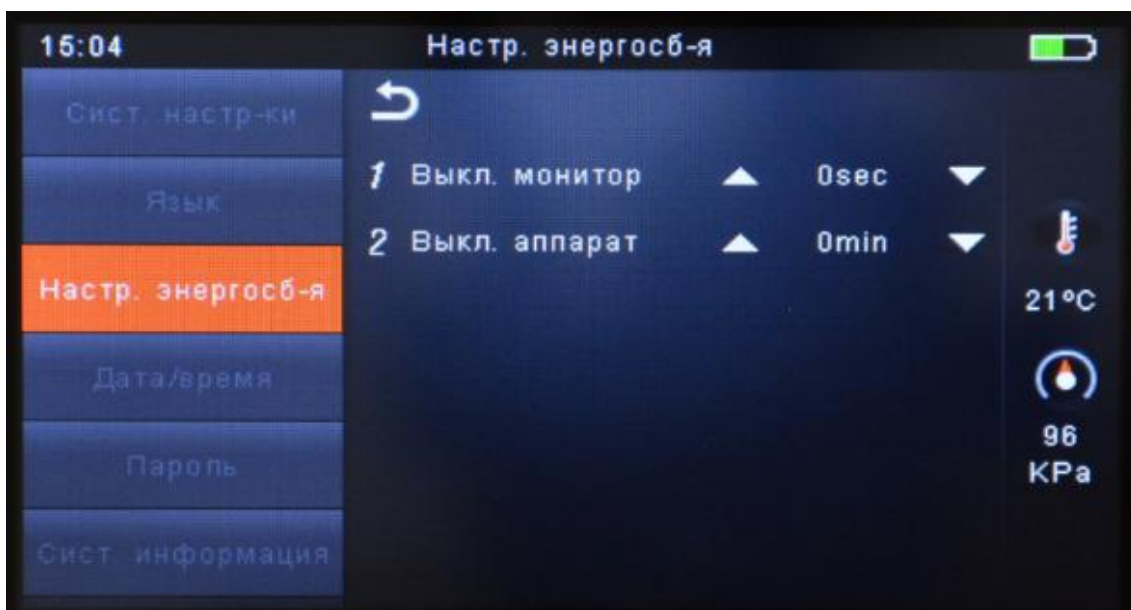 15:04 Настр. энергосб-я
Сист. настр-ки
Язык
Настр. энергосб-я
Дата/время
Пароль
Сист. информация
1 Выкл. монитор 0sec
2 Выкл. аппарат 0min
21°C
96
KPa